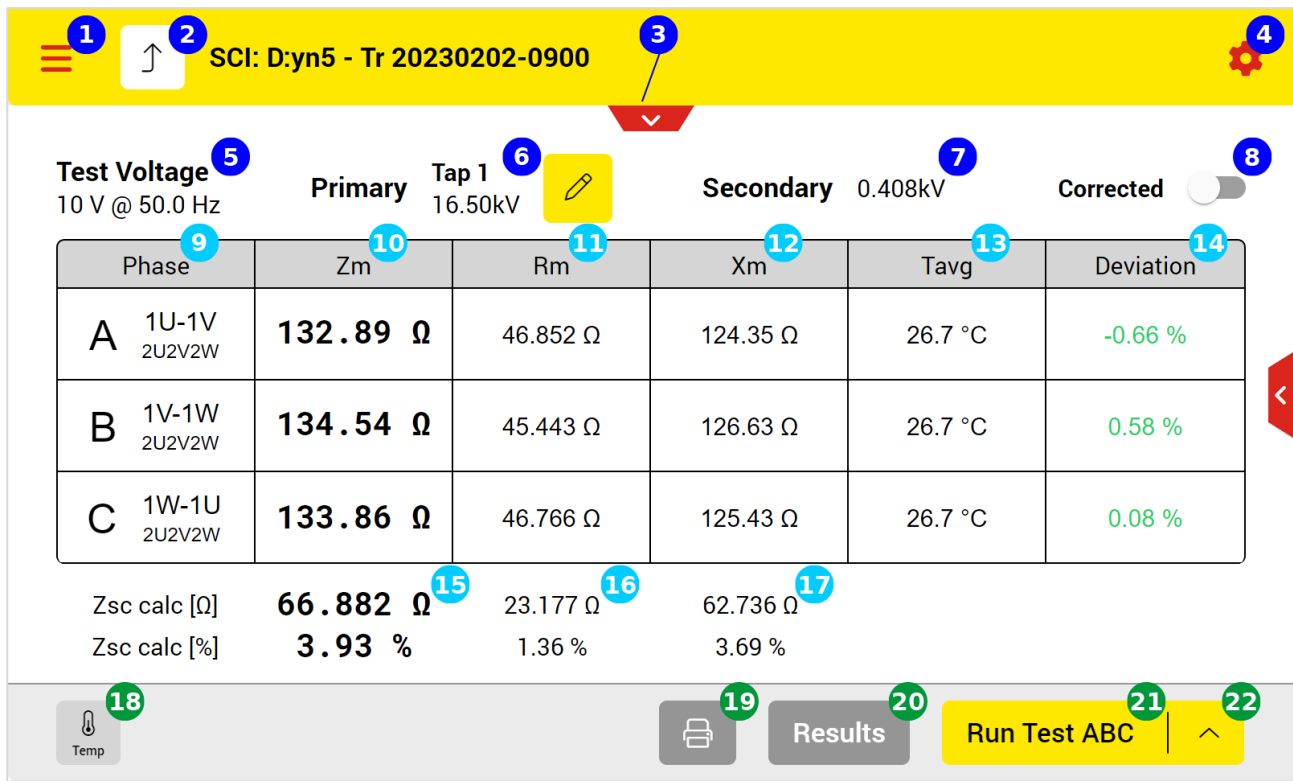 1
2
SCI: D:yn5 - Tr 20230202-0900
3
4
Test Voltage 5
10 V @ 50.0 Hz
Primary
Tap 1 6
16.50kV
Secondary 0.408kV 7
Corrected 8
Phase 9 Zm 10 Rm 11 Xm 12 Tavg 13 Deviation 14
A 1U-1V 132.89 Ω 46.852 Ω 124.35 Ω 26.7 °C -0.66 %
2U2V2W
B 1V-1W 134.54 Ω 45.443 Ω 126.63 Ω 26.7 °C 0.58 %
2U2V2W
C 1W-1U 133.86 Ω 46.766 Ω 125.43 Ω 26.7 °C 0.08 %
2U2V2W
Zsc calc [Ω] 66.882 Ω 15 23.177 Ω 16 62.736 Ω 17
Zsc calc [%] 3.93 % 1.36 % 3.69 %
18
Temp
19
Results 20
Run Test ABC 21
22